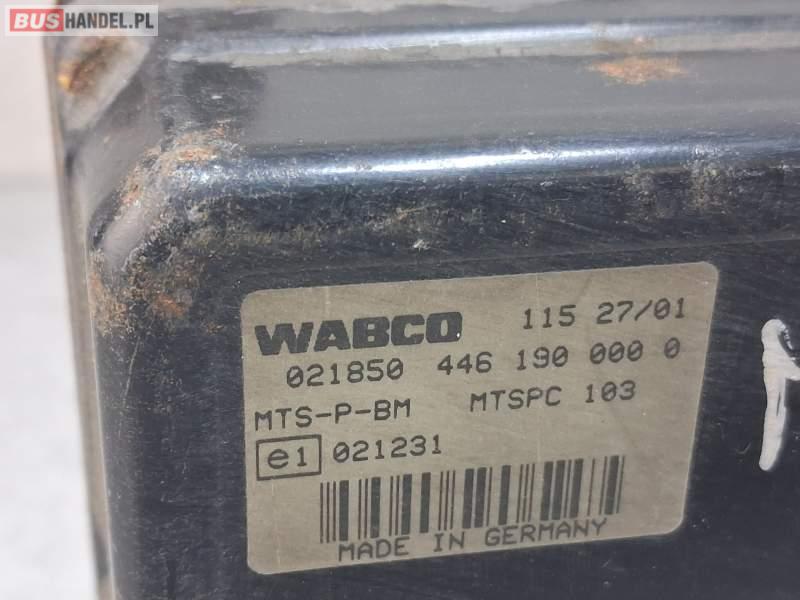 BUSHANDEL.PL
WABCO 115 27/01
021850 446 190 000 0
MTS-P-BM MTSPC 103
e1 021231
MADE IN GERMANY